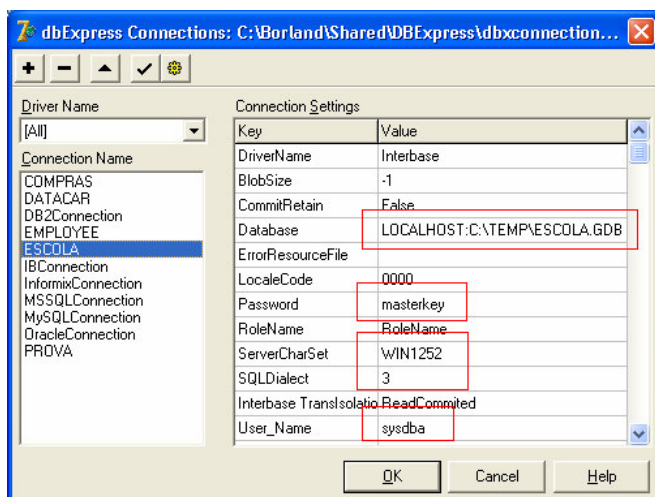 dbExpress Connections: C:\Borland\Shared\DBExpress\dbxconnection...
Driver Name
[All]
Connection Name
COMPRAS
DATACAR
DB2Connection
EMPLOYEE
ESCOLA
IBConnection
InformixConnection
MSSQLConnection
MySQLConnection
OracleConnection
PROVA
Connection Settings
Key Value
DriverName Interbase
BlobSize -1
CommitRetain False
Database LOCALHOST:C:\TEMP\ESCOLA.GDB
ErrorResourceFile
LocaleCode 0000
Password masterkey
RoleName RoleName
ServerCharSet WIN1252
SQLDialect 3
Interbase TransIsolatio ReadCommited
User_Name sysdba
OK Cancel Help